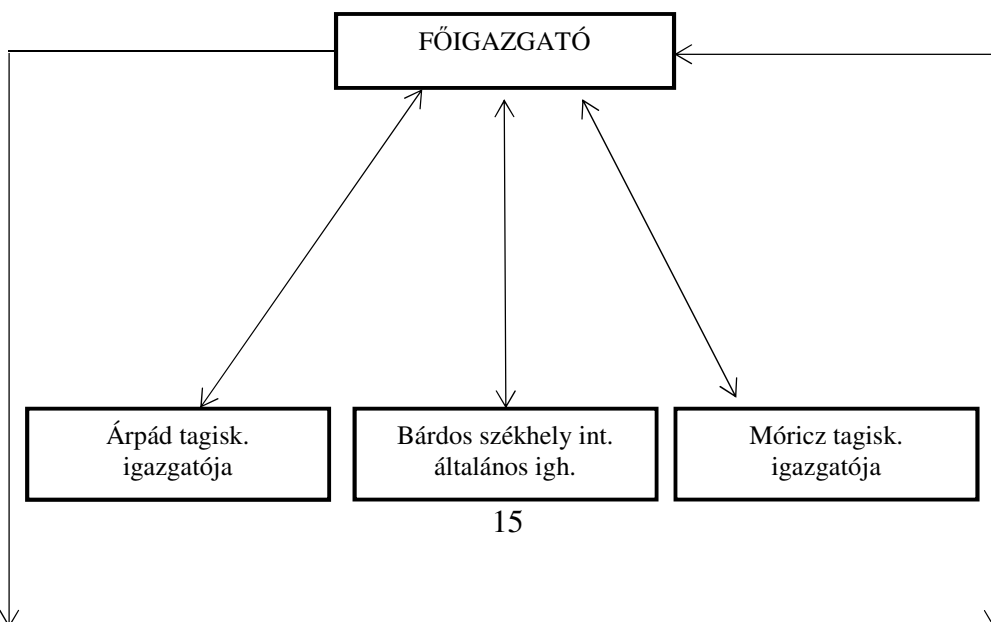 FŐIGAZGATÓ
Árpád tagisk.
igazgatója
Bárdos székhely int.
általános igh.
Móricz tagisk.
igazgatója
15